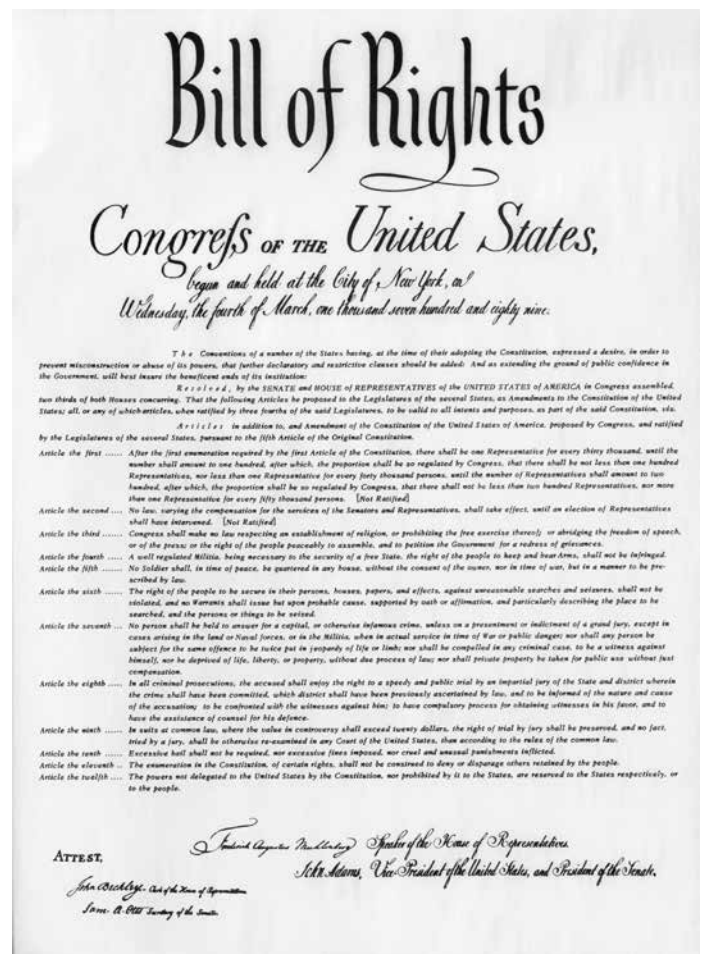 Bill of Rights
Congreſs OF THE United States,
begun and held at the City of New York, on
Wednesday, the fourth of March, one thousand seven hundred and eighty nine.
The Conventions of a number of the States having, at the time of their adopting the Constitution, expressed a desire, in order to
prevent misconstruction or abuse of its powers, that further declaratory and restrictive clauses should be added: And as extending the ground of public confidence in
the Government, will best insure the beneficent ends of its institution:
Resolved, by the SENATE and HOUSE of REPRESENTATIVES of the UNITED STATES of AMERICA in Congress assembled,
two thirds of both Houses concurring. That the following Articles be proposed to the Legislatures of the several States, as Amendments to the Constitution of the United
States; all, or any of which articles, when ratified by three fourths of the said Legislatures, to be valid to all intents and purposes, as part of the said Constitution, viz.
Articles in addition to, and Amendment of the Constitution of the United States of America, proposed by Congress, and ratified
by the Legislatures of the several States, pursuant to the fifth Article of the Original Constitution.
Article the first ...... After the first enumeration required by the first Article of the Constitution, there shall be one Representative for every thirty thousand, until the
number shall amount to one hundred, after which, the proportion shall be so regulated by Congress, that there shall be not less than one hundred
Representatives, nor less than one Representative for every forty thousand persons, until the number of Representatives shall amount to two
hundred, after which, the proportion shall be so regulated by Congress, that there shall not be less than two hundred Representatives, nor more
than one Representative for every fifty thousand persons. [Not Ratified]
Article the second .... No law, varying the compensation for the services of the Senators and Representatives, shall take effect, until an election of Representatives
shall have intervened. [Not Ratified]
Article the third ....... Congress shall make no law respecting an establishment of religion, or prohibiting the free exercise thereof; or abridging the freedom of speech,
or of the press; or the right of the people peaceably to assemble, and to petition the Government for a redress of grievances.
Article the fourth ..... A well regulated Militia, being necessary to the security of a free State, the right of the people to keep and bear Arms, shall not be infringed.
Article the fifth ...... No Soldier shall, in time of peace, be quartered in any house, without the consent of the owner, nor in time of war, but in a manner to be pre-
scribed by law.
Article the sixth ...... The right of the people to be secure in their persons, houses, papers, and effects, against unreasonable searches and seizures, shall not be
violated, and no Warrants shall issue but upon probable cause, supported by oath or affirmation, and particularly describing the place to be
searched, and the persons or things to be seized.
Article the seventh ... No person shall be held to answer for a capital, or otherwise infamous crime, unless on a presentment or indictment of a grand jury, except in
cases arising in the land or Naval forces, or in the Militia, when in actual service in time of War or public danger; nor shall any person be
subject for the same offence to be twice put in jeopardy of life or limb; nor shall be compelled in any criminal case, to be a witness against
himself, nor be deprived of life, liberty, or property, without due process of law; nor shall private property be taken for public use without just
compensation.
Article the eighth .... In all criminal prosecutions, the accused shall enjoy the right to a speedy and public trial by an impartial jury of the State and district wherein
the crime shall have been committed, which district shall have been previously ascertained by law, and to be informed of the nature and cause
of the accusation; to be confronted with the witnesses against him; to have compulsory process for obtaining witnesses in his favor, and to
have the assistance of counsel for his defence.
Article the ninth ..... In suits at common law, where the value in controversy shall exceed twenty dollars, the right of trial by jury shall be preserved, and no fact,
tried by a jury, shall be otherwise re-examined in any Court of the United States, than according to the rules of the common law.
Article the tenth ...... Excessive bail shall not be required, nor excessive fines imposed, nor cruel and unusual punishments inflicted.
Article the eleventh .. The enumeration in the Constitution, of certain rights, shall not be construed to deny or disparage others retained by the people.
Article the twelfth .... The powers not delegated to the United States by the Constitution, nor prohibited by it to the States, are reserved to the States respectively, or
to the people.
Frederick Augustus Muhlenberg Speaker of the House of Representatives.
ATTEST,
John Adams, Vice-President of the United States, and President of the Senate.
John Beckley, Clerk of the House of Representatives
Sam. A. Otis Secretary of the Senate